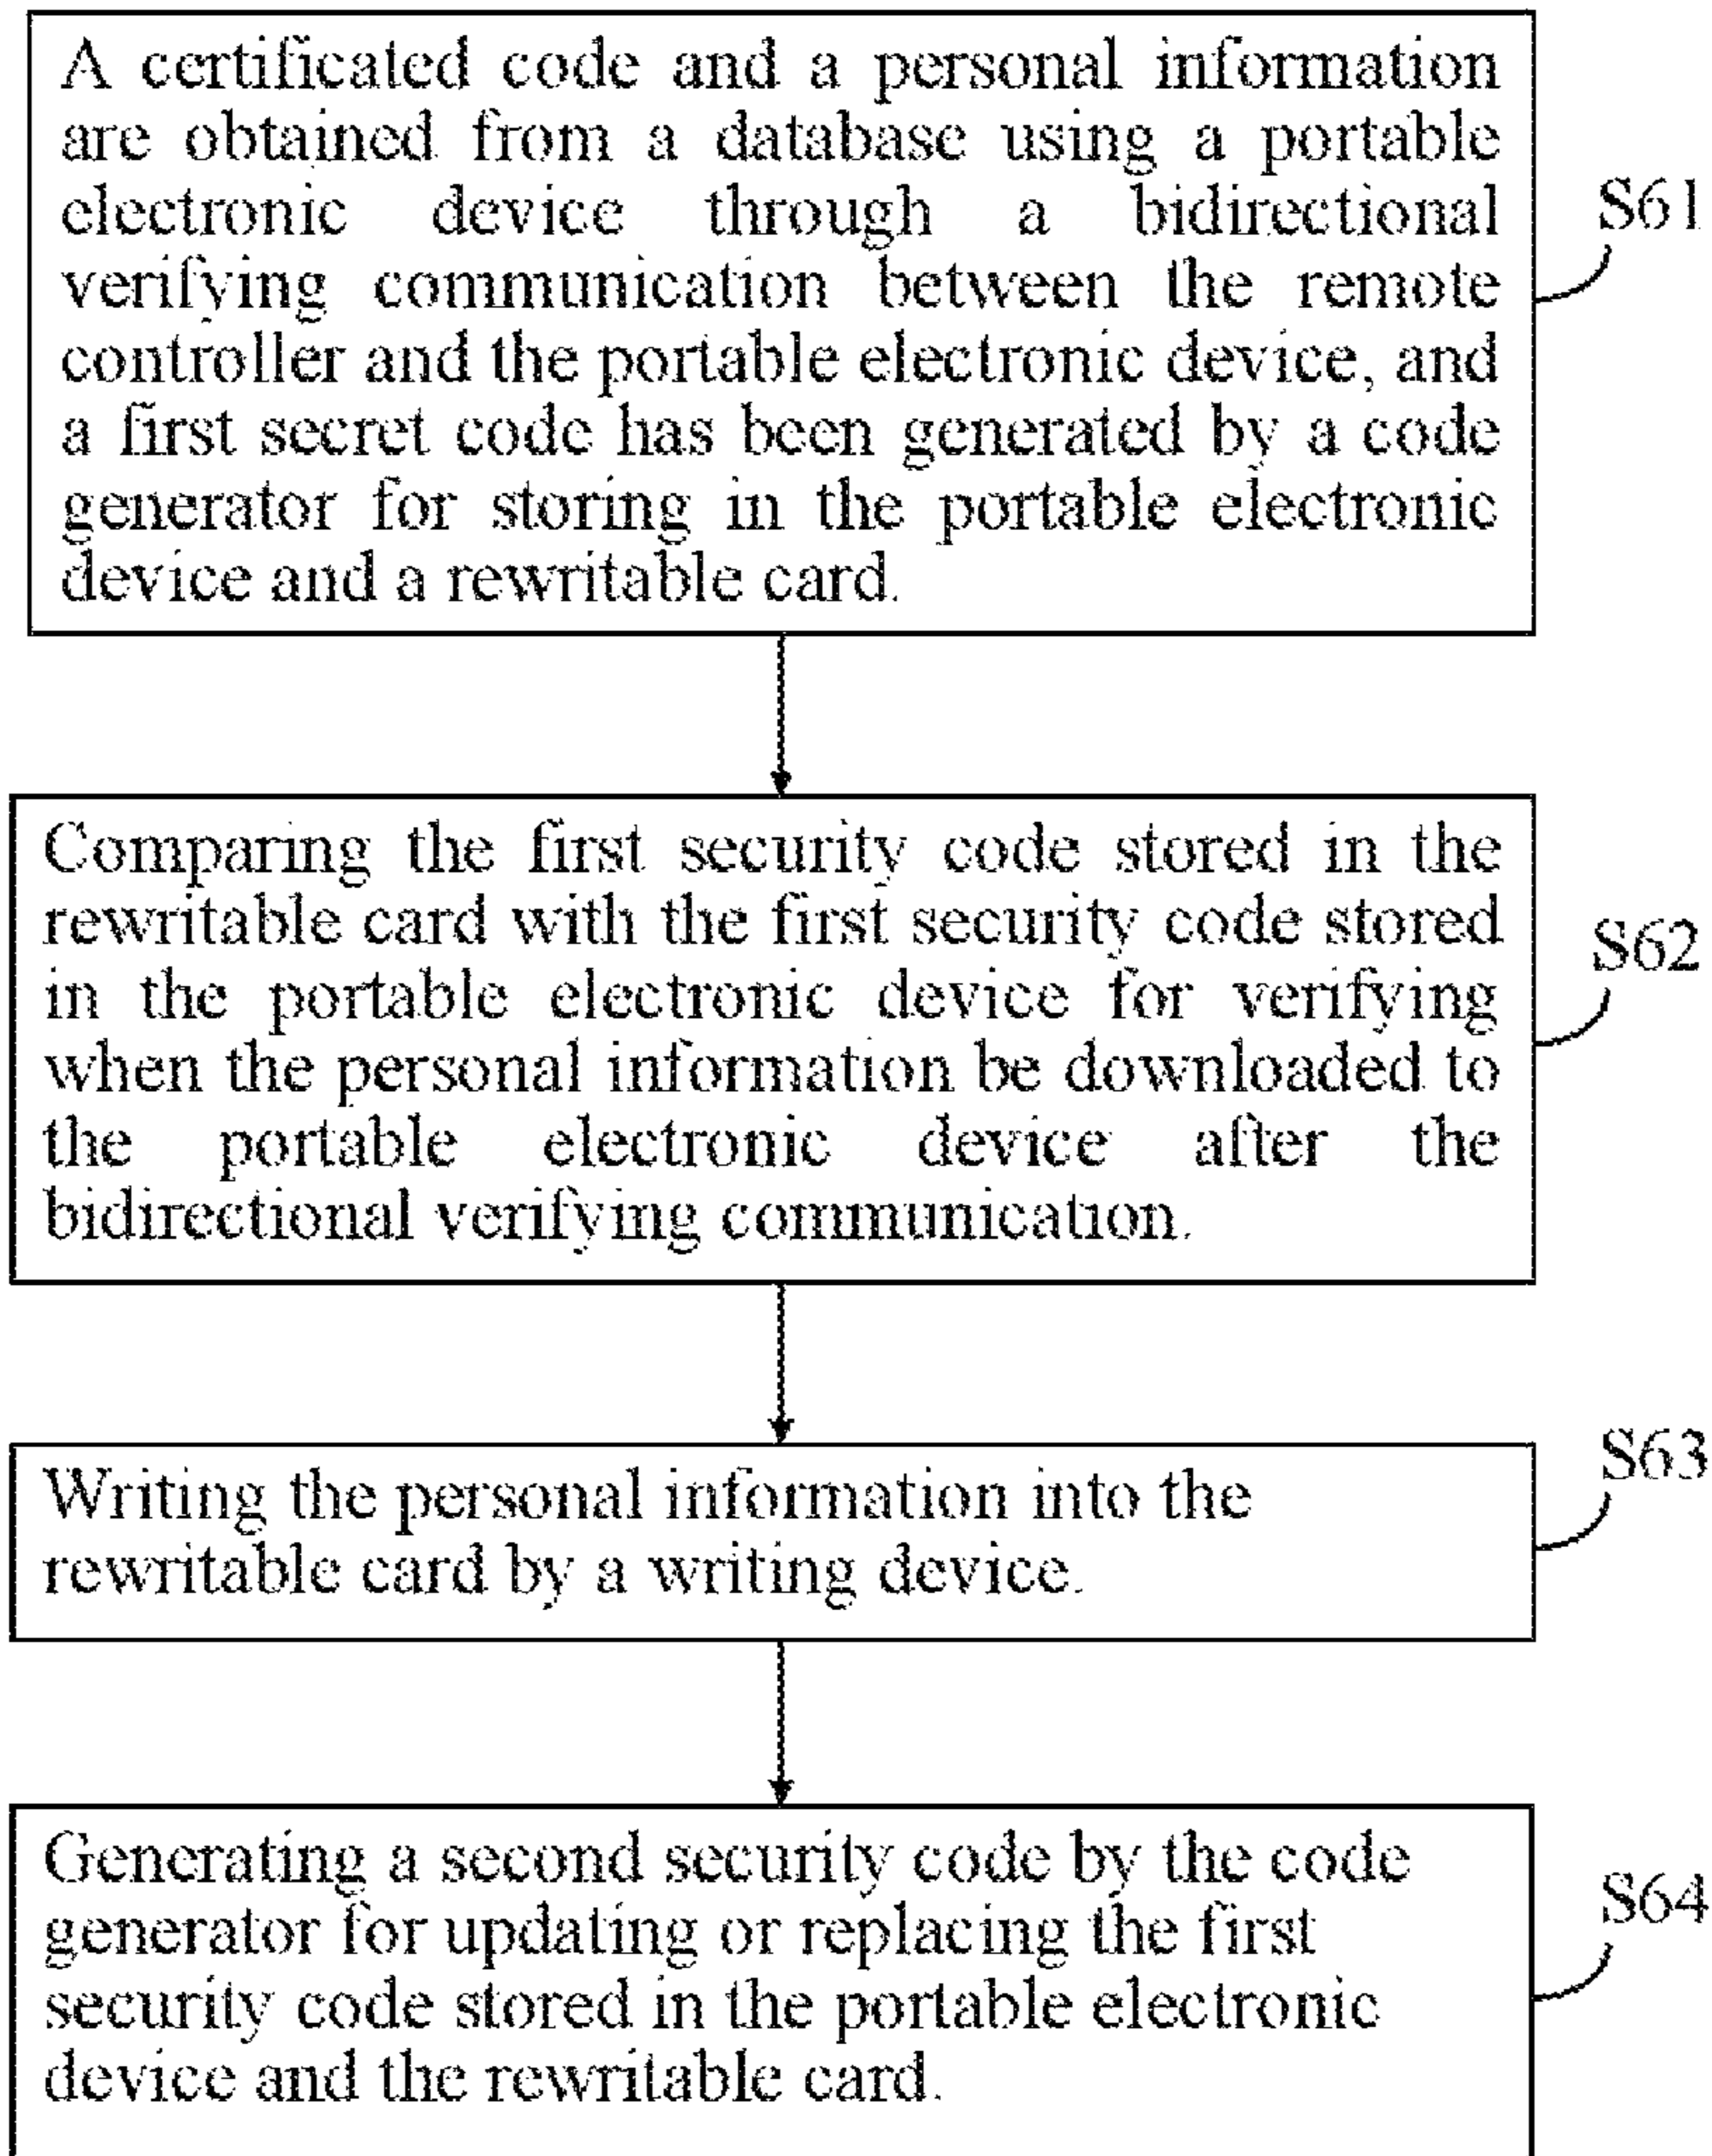 A certificated code and a personal information
are obtained from a database using a portable
electronic device through a bidirectional
verifying communication between the remote
controller and the portable electronic device, and
a first secret code has been generated by a code
generator for storing in the portable electronic
device and a rewritable card.
S61
Comparing the first security code stored in the
rewritable card with the first security code stored
in the portable electronic device for verifying
when the personal information be downloaded to
the portable electronic device after the
bidirectional verifying communication.
S62
Writing the personal information into the
rewritable card by a writing device.
S63
Generating a second security code by the code
generator for updating or replacing the first
security code stored in the portable electronic
device and the rewritable card.
S64